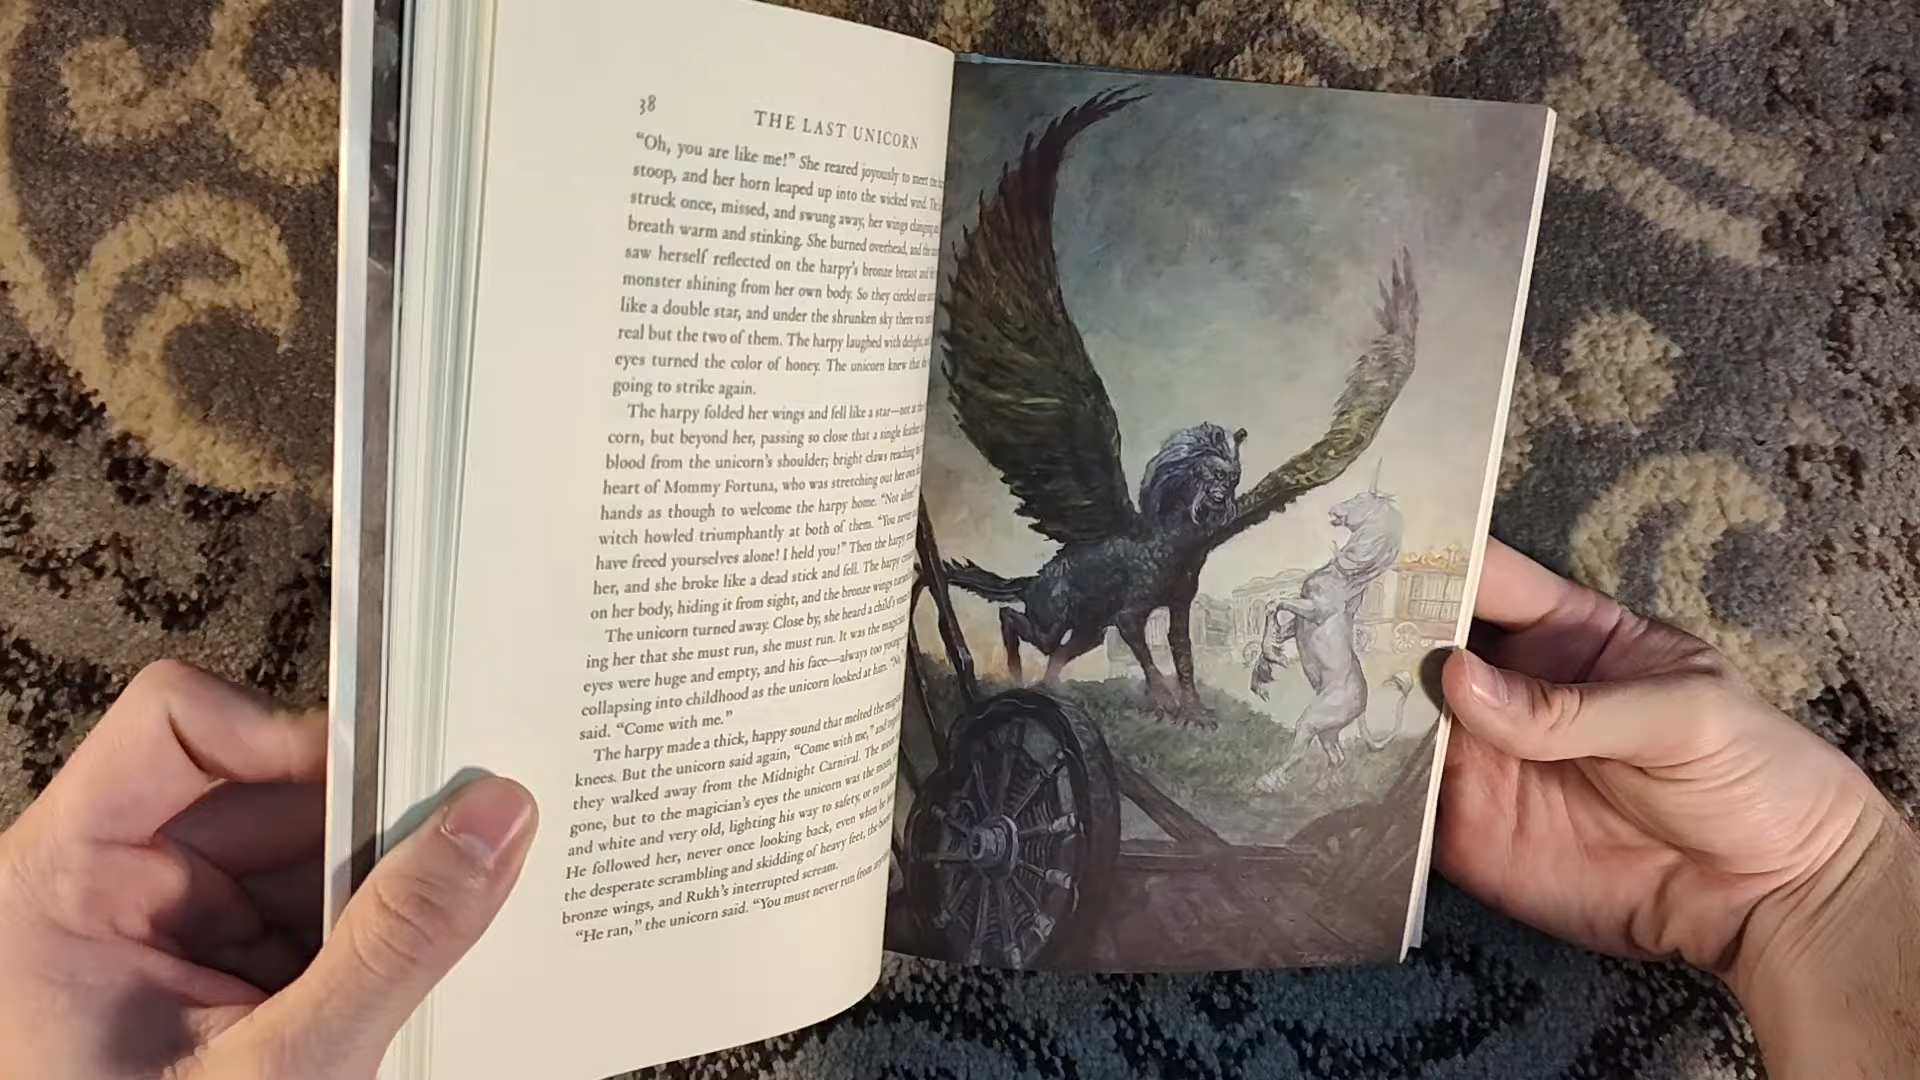 38
THE LAST UNICORN
“Oh, you are like me!” She reared joyously to meet the
stoop, and her horn leaped up into the wicked wind. The
struck once, missed, and swung away, her wings clanging
breath warm and stinking. She burned overhead, and the
saw herself reflected on the harpy’s bronze breast and
monster shining from her own body. So they circled one
like a double star, and under the shrunken sky there was
real but the two of them. The harpy laughed with delight,
eyes turned the color of honey. The unicorn knew that
going to strike again.
The harpy folded her wings and fell like a star—not at
corn, but beyond her, passing so close that a single feather
blood from the unicorn’s shoulder; bright claws reaching
heart of Mommy Fortuna, who was stretching out her own
hands as though to welcome the harpy home. “Not alone!”
witch howled triumphantly at both of them. “You never
have freed yourselves alone! I held you!” Then the harpy
her, and she broke like a dead stick and fell. The harpy
on her body, hiding it from sight, and the bronze wings turned
The unicorn turned away. Close by, she heard a child’s voice
ing her that she must run, she must run. It was the magician.
eyes were huge and empty, and his face—always too young—
collapsing into childhood as the unicorn looked at him. “No,”
said. “Come with me.”
The harpy made a thick, happy sound that melted the
knees. But the unicorn said again, “Come with me,” and
they walked away from the Midnight Carnival. The moon
gone, but to the magician’s eyes the unicorn was the moon,
and white and very old, lighting his way to safety, or to
He followed her, never once looking back, even when he
the desperate scrambling and skidding of heavy feet, the
bronze wings, and Rukh’s interrupted scream.
“He ran,” the unicorn said. “You must never run from